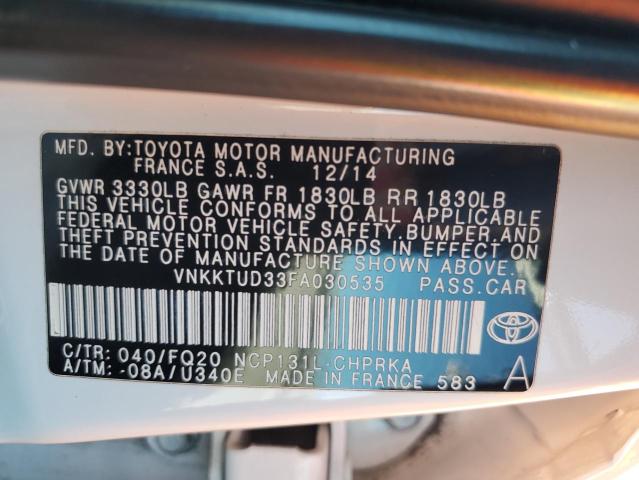 MFD. BY:TOYOTA MOTOR MANUFACTURING
FRANCE S.A.S. 12/14
GVWR 3330LB GAWR FR 1830LB RR 1830LB
THIS VEHICLE CONFORMS TO ALL APPLICABLE
FEDERAL MOTOR VEHICLE SAFETY, BUMPER, AND
THEFT PREVENTION STANDARDS IN EFFECT ON
THE DATE OF MANUFACTURE SHOWN ABOVE.
VNKKTUD33FA030535 PASS.CAR
C/TR: 040/FQ20 NCP131L-CHPRKA
A/TM: -08A/U340E MADE IN FRANCE 583 A